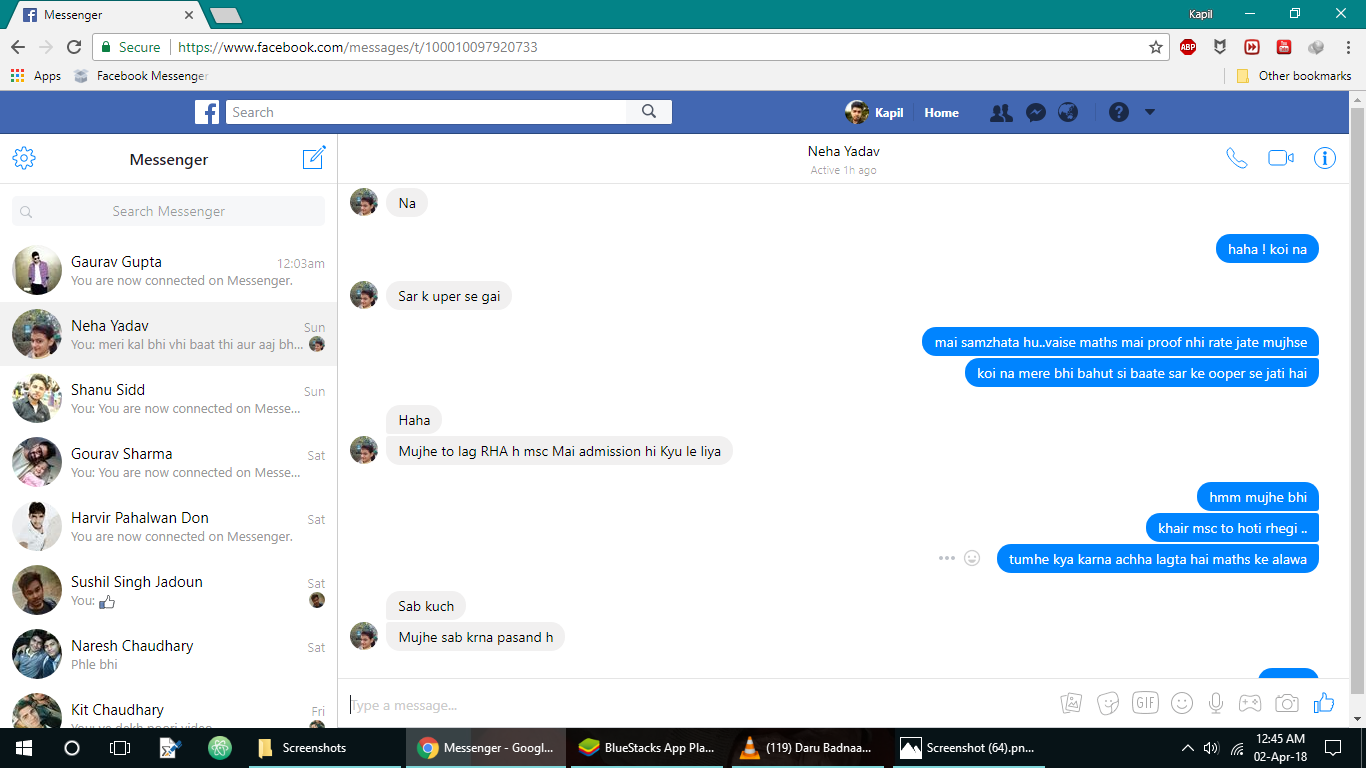 Messenger
Kapil
Secure
https://www.facebook.com/messages/t/100010097920733
ABP
Apps
Facebook Messenger
Other bookmarks
Search
Kapil
Home
Messenger
Search Messenger
Gaurav Gupta
12:03am
You are now connected on Messenger.
Neha Yadav
Sun
You: meri kal bhi vhi baat thi aur aaj bh...
Shanu Sidd
Sun
You: You are now connected on Messe...
Gourav Sharma
Sat
You: You are now connected on Messe...
Harvir Pahalwan Don
Sat
You are now connected on Messenger.
Sushil Singh Jadoun
Sat
You:
Naresh Chaudhary
Sat
Phle bhi
Kit Chaudhary
Fri
Neha Yadav
Active 1h ago
Na
haha ! koi na
Sar k uper se gai
mai samzhata hu..vaise maths mai proof nhi rate jate mujhse
koi na mere bhi bahut si baate sar ke ooper se jati hai
Haha
Mujhe to lag RHA h msc Mai admission hi Kyu le liya
hmm mujhe bhi
khair msc to hoti rhegi ..
tumhe kya karna achha lagta hai maths ke alawa
Sab kuch
Mujhe sab krna pasand h
Type a message...
GIF
Screenshots
Messenger - Googl...
BlueStacks App Pla...
(119) Daru Badnaa...
Screenshot (64).pn...
12:45 AM
02-Apr-18